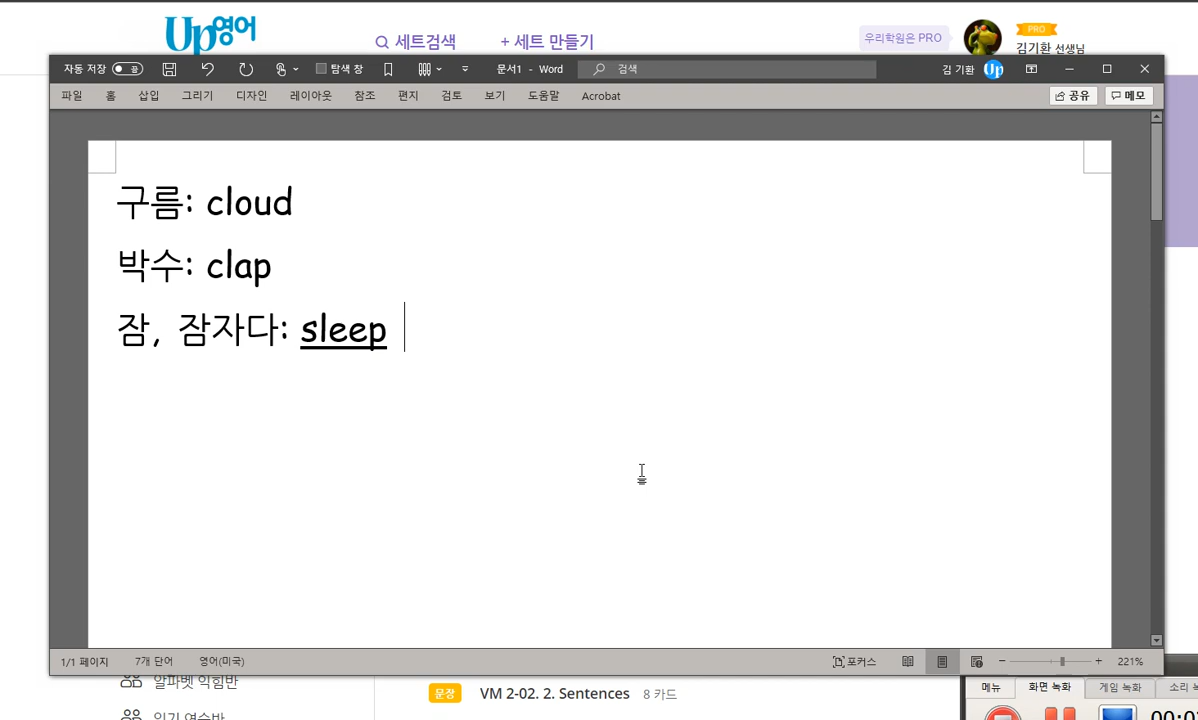 Up영어
세트검색
+ 세트 만들기
우리학원은 PRO
PRO
김기환 선생님
자동 저장 끔
탐색 창
문서1 - Word
검색
김 기환
Up
파일 홈 삽입 그리기 디자인 레이아웃 참조 편지 검토 보기 도움말 Acrobat
공유
메모
구름: cloud
박수: clap
잠, 잠자다: sleep
1/1 페이지 7개 단어 영어(미국)
포커스
221%
알파벳 익힘반
문장 VM 2-02. 2. Sentences 8 카드
메뉴 화면 녹화 게임 녹화 소리